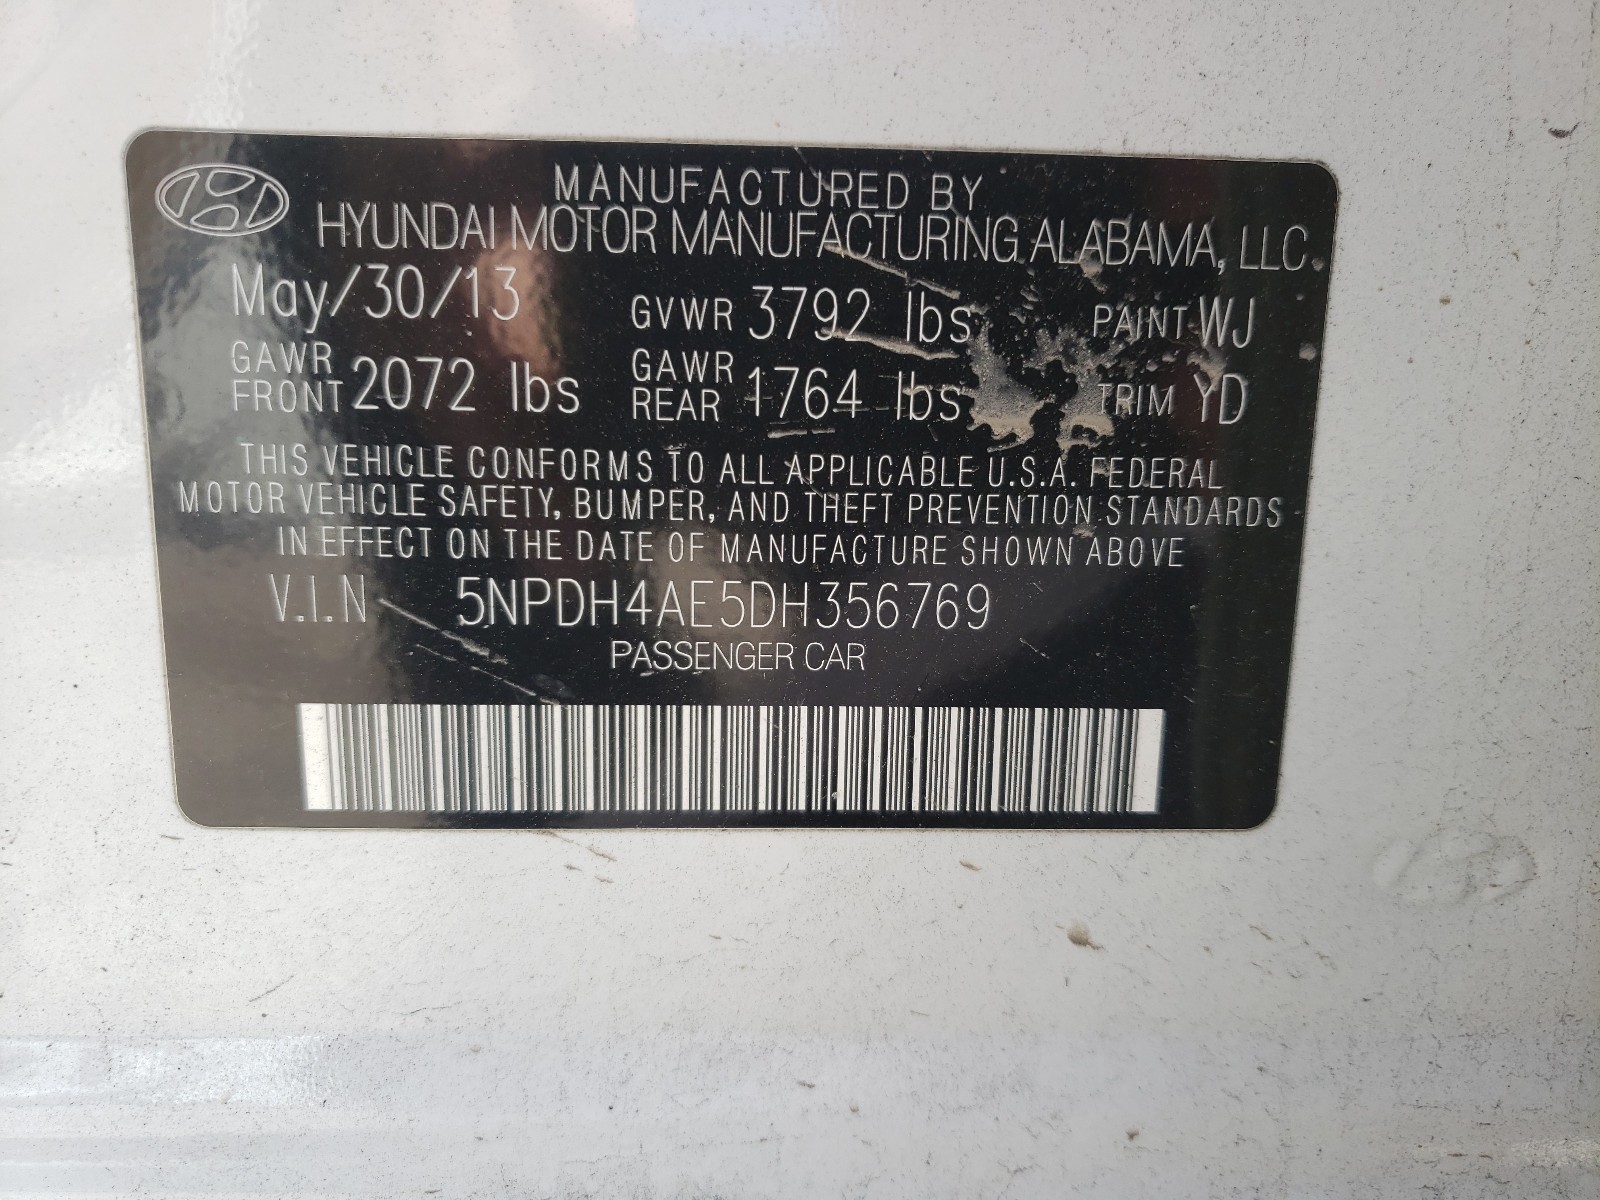 MANUFACTURED BY
HYUNDAI MOTOR MANUFACTURING ALABAMA, LLC.
May/30/13 GVWR 3792 lbs PAINT WJ
GAWR FRONT 2072 lbs GAWR REAR 1764 lbs TRIM YD
THIS VEHICLE CONFORMS TO ALL APPLICABLE U.S.A. FEDERAL
MOTOR VEHICLE SAFETY, BUMPER, AND THEFT PREVENTION STANDARDS
IN EFFECT ON THE DATE OF MANUFACTURE SHOWN ABOVE
V.I.N 5NPDH4AE5DH356769
PASSENGER CAR